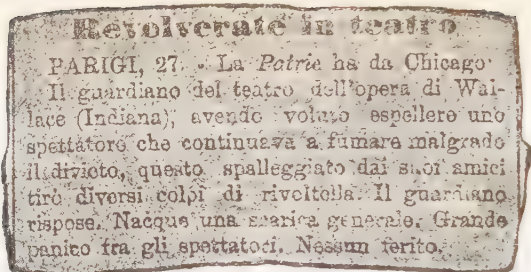 Revolverate in teatro
PARIGI, 27. - La Patrie ha da Chicago:
Il guardiano del teatro dell'opera di Wal-
lace (Indiana), avendo voluto espellere uno
spettatore che continuava a fumare malgrado
il divieto, questo spalleggiato dai suoi amici
tirò diversi colpi di rivoltella. Il guardiano
rispose. Nacque una scarica generale. Grande
panico fra gli spettatori. Nessun ferito.